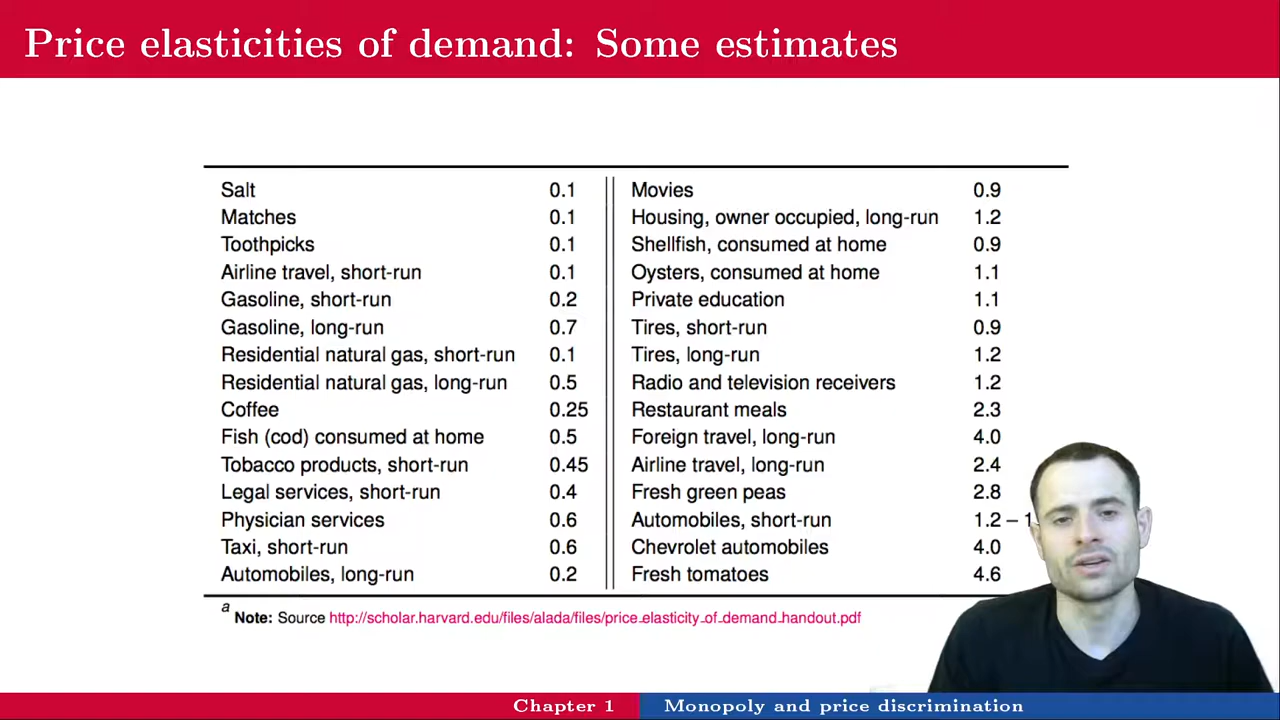 Price elasticities of demand: Some estimates
Salt 0.1
Matches 0.1
Toothpicks 0.1
Airline travel, short-run 0.1
Gasoline, short-run 0.2
Gasoline, long-run 0.7
Residential natural gas, short-run 0.1
Residential natural gas, long-run 0.5
Coffee 0.25
Fish (cod) consumed at home 0.5
Tobacco products, short-run 0.45
Legal services, short-run 0.4
Physician services 0.6
Taxi, short-run 0.6
Automobiles, long-run 0.2
Movies 0.9
Housing, owner occupied, long-run 1.2
Shellfish, consumed at home 0.9
Oysters, consumed at home 1.1
Private education 1.1
Tires, short-run 0.9
Tires, long-run 1.2
Radio and television receivers 1.2
Restaurant meals 2.3
Foreign travel, long-run 4.0
Airline travel, long-run 2.4
Fresh green peas 2.8
Automobiles, short-run 1.2 –
Chevrolet automobiles 4.0
Fresh tomatoes 4.6
a Note: Source http://scholar.harvard.edu/files/alada/files/price_elasticity_of_demand_handout.pdf
Chapter 1 Monopoly and price discrimination